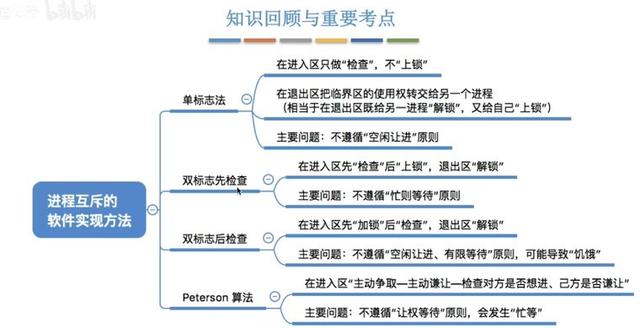 知识回顾与重要考点
在进入区只做“检查”，不“上锁”
单标志法
在退出区把临界区的使用权转交给另一个进程
（相当于在退出区既给另一进程“解锁”，又给自己“上锁”）
主要问题：不遵循“空闲让进”原则
在进入区先“检查”后“上锁”，退出区“解锁”
双标志先检查
主要问题：不遵循“忙则等待”原则
进程互斥的
软件实现方法
在进入区先“加锁”后“检查”，退出区“解锁”
双标志后检查
主要问题：不遵循“空闲让进、有限等待”原则，可能导致“饥饿”
在进入区“主动争取—主动谦让—检查对方是否想进、己方是否谦让”
Peterson 算法
主要问题：不遵循“让权等待”原则，会发生“忙等”